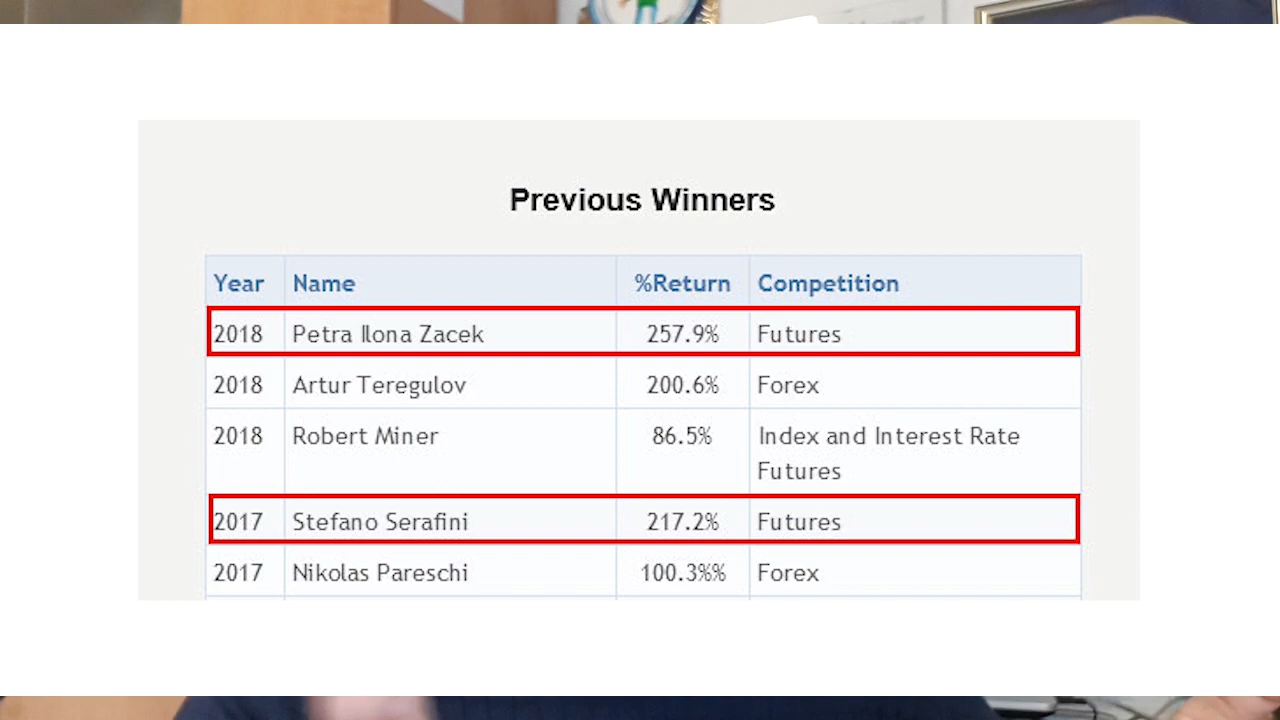 Previous Winners
Year Name %Return Competition
2018 Petra Ilona Zacek 257.9% Futures
2018 Artur Teregulov 200.6% Forex
2018 Robert Miner 86.5% Index and Interest Rate
Futures
2017 Stefano Serafini 217.2% Futures
2017 Nikolas Pareschi 100.3%% Forex